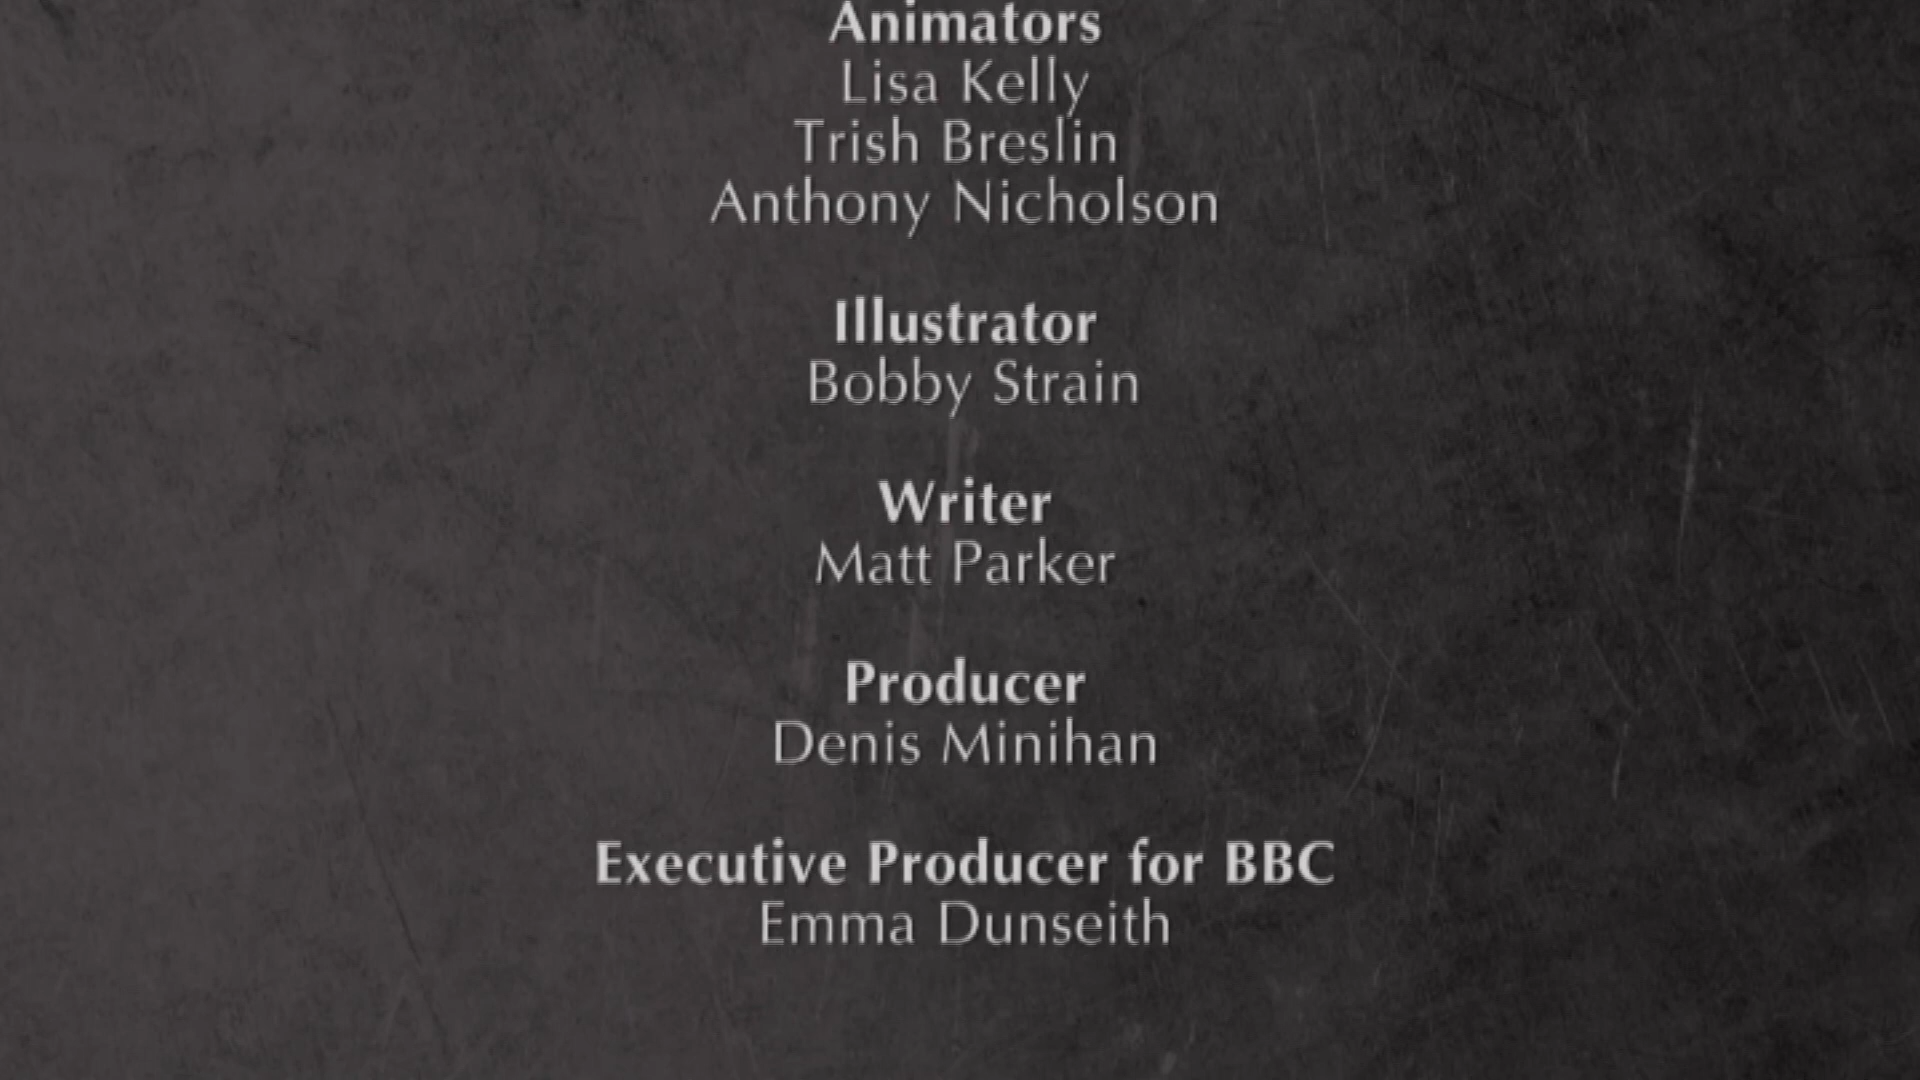 Animators
Lisa Kelly
Trish Breslin
Anthony Nicholson
Illustrator
Bobby Strain
Writer
Matt Parker
Producer
Denis Minihan
Executive Producer for BBC
Emma Dunseith